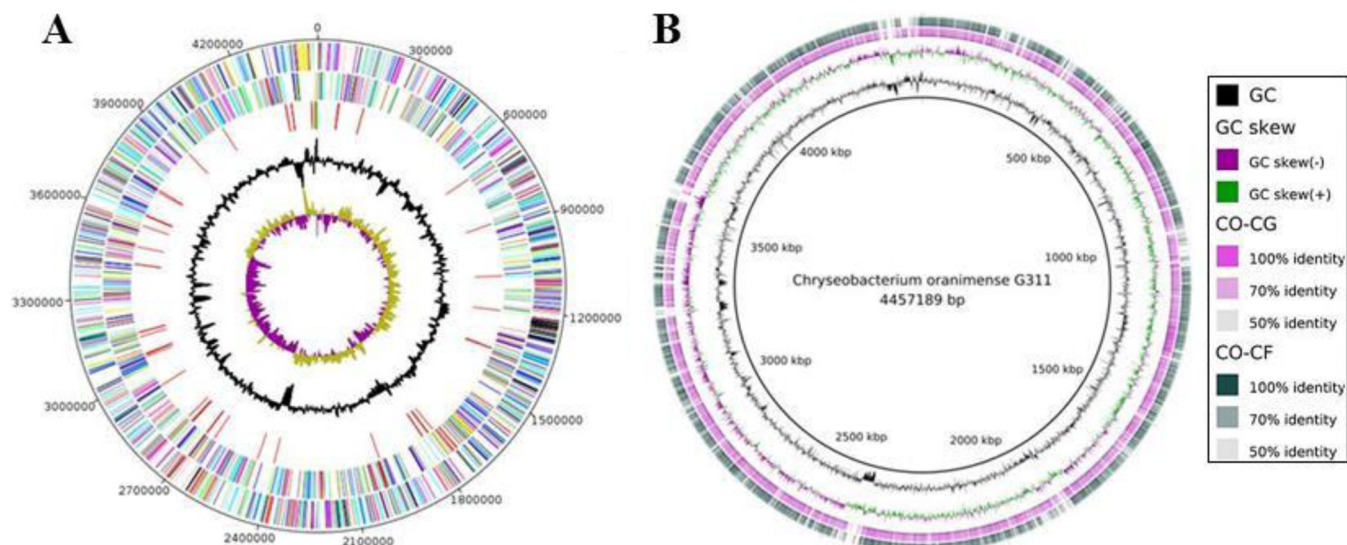 A
0
300000
600000
900000
1200000
1500000
1800000
2100000
2400000
2700000
3000000
3300000
3600000
3900000
4200000
B
500 kbp
1000 kbp
1500 kbp
2000 kbp
2500 kbp
3000 kbp
3500 kbp
4000 kbp
Chryseobacterium oranimense G311
4457189 bp
GC
GC skew
GC skew(-)
GC skew(+)
CO-CG
100% identity
70% identity
50% identity
CO-CF
100% identity
70% identity
50% identity